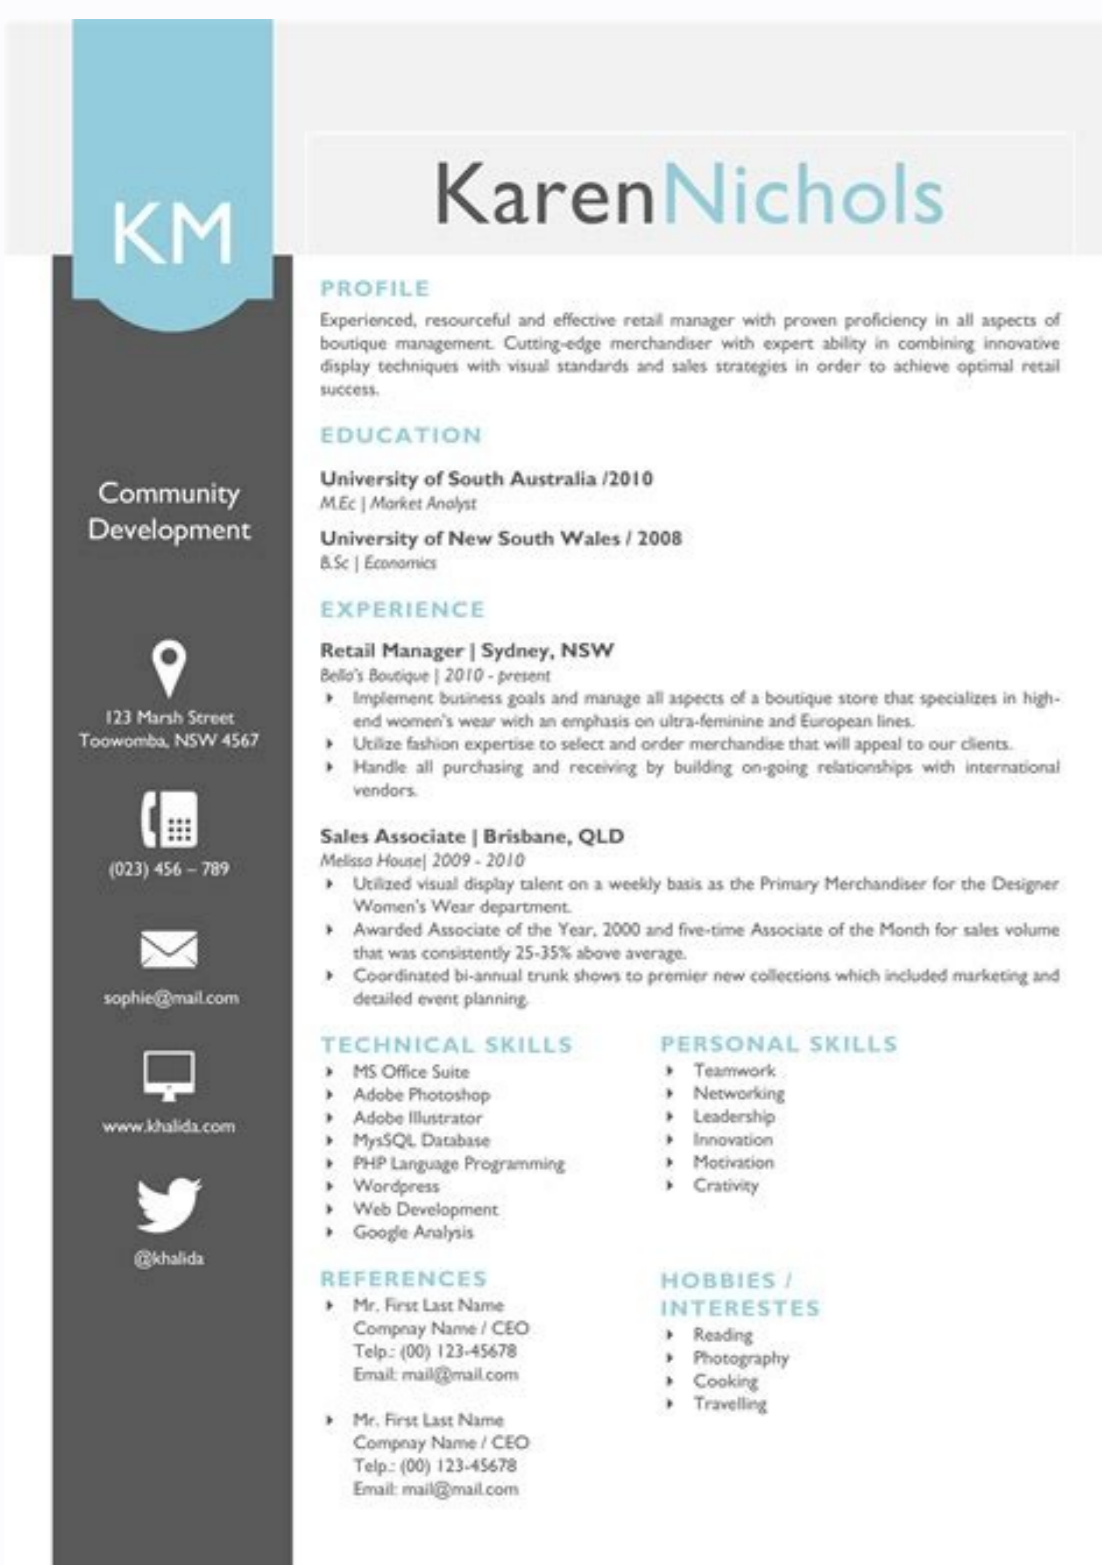 KM
KarenNichols
Community
Development
123 Marsh Street
Toowomba, NSW 4567
(023) 456 – 789
sophie@mail.com
www.khalida.com
@khalida
PROFILE
Experienced, resourceful and effective retail manager with proven proficiency in all aspects of
boutique management. Cutting-edge merchandiser with expert ability in combining innovative
display techniques with visual standards and sales strategies in order to achieve optimal retail
success.
EDUCATION
University of South Australia /2010
M.Ec | Market Analyst
University of New South Wales / 2008
B.Sc | Economics
EXPERIENCE
Retail Manager | Sydney, NSW
Bella's Boutique | 2010 - present
Implement business goals and manage all aspects of a boutique store that specializes in high-
end women's wear with an emphasis on ultra-feminine and European lines.
Utilize fashion expertise to select and order merchandise that will appeal to our clients.
Handle all purchasing and receiving by building on-going relationships with international
vendors.
Sales Associate | Brisbane, QLD
Melissa House| 2009 - 2010
Utilized visual display talent on a weekly basis as the Primary Merchandiser for the Designer
Women's Wear department.
Awarded Associate of the Year, 2000 and five-time Associate of the Month for sales volume
that was consistently 25-35% above average.
Coordinated bi-annual trunk shows to premier new collections which included marketing and
detailed event planning.
TECHNICAL SKILLS
MS Office Suite
Adobe Photoshop
Adobe Illustrator
MysSQL Database
PHP Language Programming
Wordpress
Web Development
Google Analysis
PERSONAL SKILLS
Teamwork
Networking
Leadership
Innovation
Motivation
Crativity
REFERENCES
Mr. First Last Name
Compnay Name / CEO
Telp.: (00) 123-45678
Email: mail@mail.com
Mr. First Last Name
Compnay Name / CEO
Telp.: (00) 123-45678
Email: mail@mail.com
HOBBIES /
INTERESTES
Reading
Photography
Cooking
Travelling